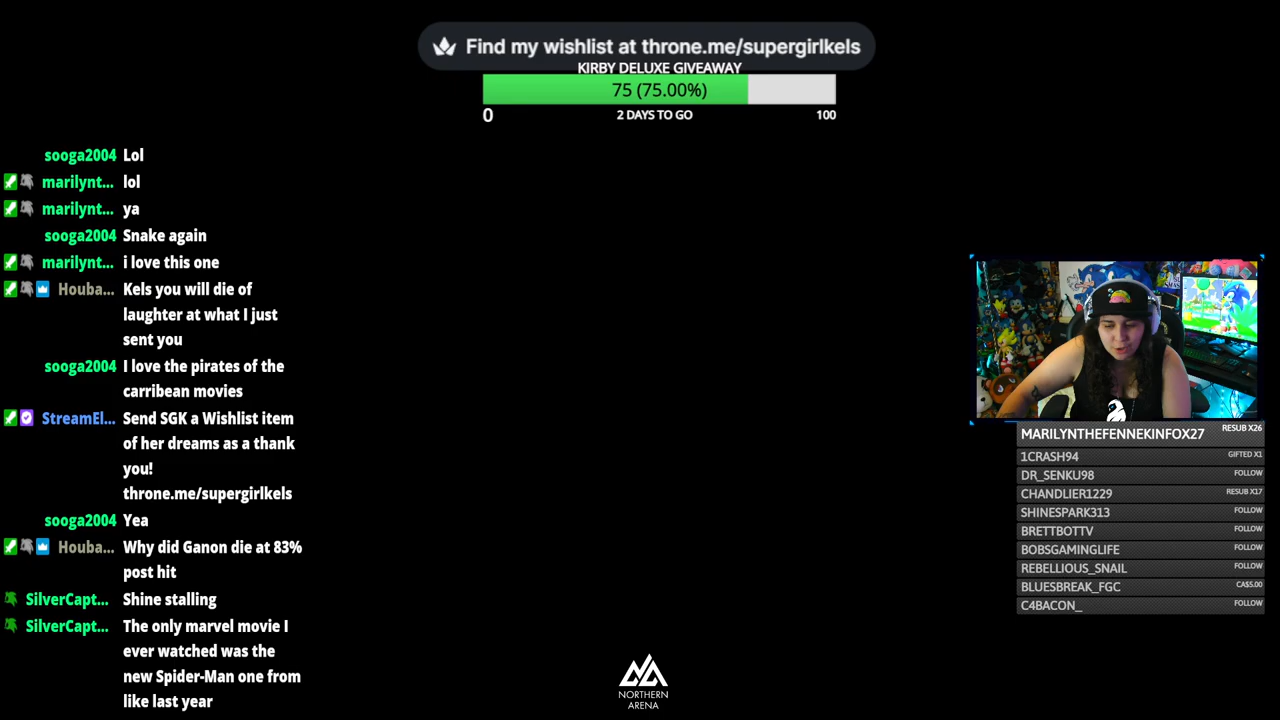 Find my wishlist at throne.me/supergirlkels
KIRBY DELUXE GIVEAWAY
75 (75.00%)
0 2 DAYS TO GO 100
sooga2004 Lol
marilynt... lol
marilynt... ya
sooga2004 Snake again
marilynt... i love this one
Houba... Kels you will die of
laughter at what I just
sent you
sooga2004 I love the pirates of the
carribean movies
StreamEl... Send SGK a Wishlist item
of her dreams as a thank
you!
throne.me/supergirlkels
sooga2004 Yea
Houba... Why did Ganon die at 83%
post hit
SilverCapt... Shine stalling
SilverCapt... The only marvel movie I
ever watched was the
new Spider-Man one from
like last year
MARILYNTHEFENNEKINFOX27 RESUB X26
1CRASH94 GIFTED X1
DR_SENKU98 FOLLOW
CHANDLIER1229 RESUB X17
SHINESPARK313 FOLLOW
BRETTBOTTV FOLLOW
BOBSGAMINGLIFE FOLLOW
REBELLIOUS_SNAIL FOLLOW
BLUESBREAK_FGC CA$5.00
C4BACON_ FOLLOW
NORTHERN
ARENA